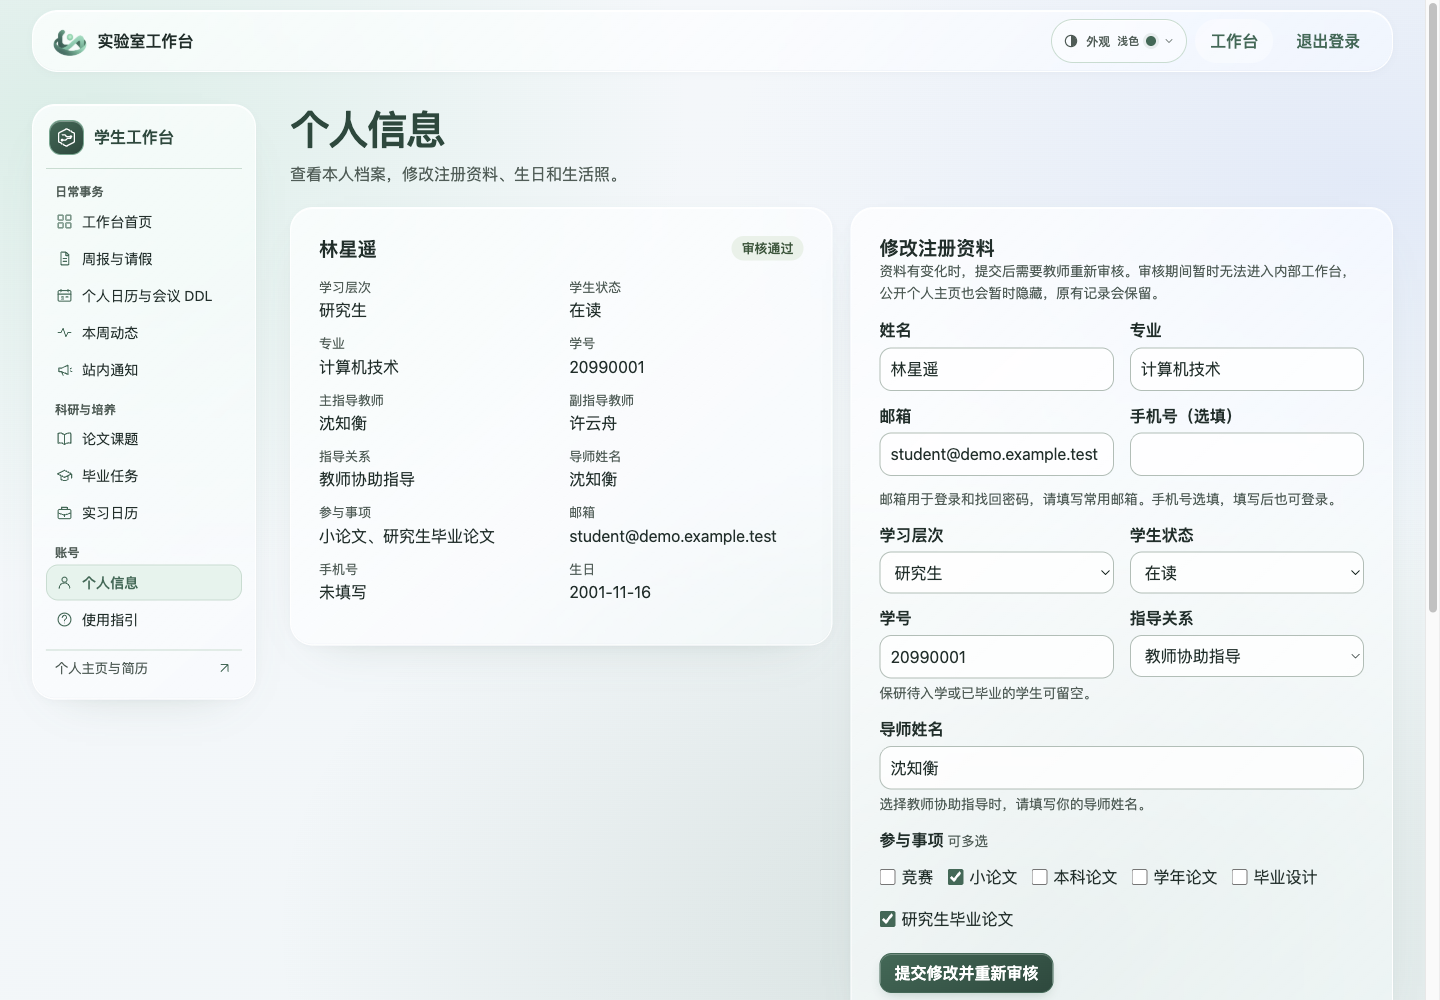 实验室工作台
外观 浅色
工作台
退出登录
学生工作台
日常事务
工作台首页
周报与请假
个人日历与会议 DDL
本周动态
站内通知
科研与培养
论文课题
毕业任务
实习日历
账号
个人信息
使用指引
个人主页与简历
个人信息
查看本人档案，修改注册资料、生日和生活照。
林星遥
审核通过
学习层次
研究生
学生状态
在读
专业
计算机技术
学号
20990001
主指导教师
沈知衡
副指导教师
许云舟
指导关系
教师协助指导
导师姓名
沈知衡
参与事项
小论文、研究生毕业论文
邮箱
student@demo.example.test
手机号
未填写
生日
2001-11-16
修改注册资料
资料有变化时，提交后需要教师重新审核。审核期间暂时无法进入内部工作台，
公开个人主页也会暂时隐藏，原有记录会保留。
姓名
林星遥
专业
计算机技术
邮箱
student@demo.example.test
手机号（选填）
邮箱用于登录和找回密码，请填写常用邮箱。手机号选填，填写后也可登录。
学习层次
研究生
学生状态
在读
学号
20990001
指导关系
教师协助指导
保研待入学或已毕业的学生可留空。
导师姓名
沈知衡
选择教师协助指导时，请填写你的导师姓名。
参与事项 可多选
竞赛 小论文 本科论文 学年论文 毕业设计
研究生毕业论文
提交修改并重新审核